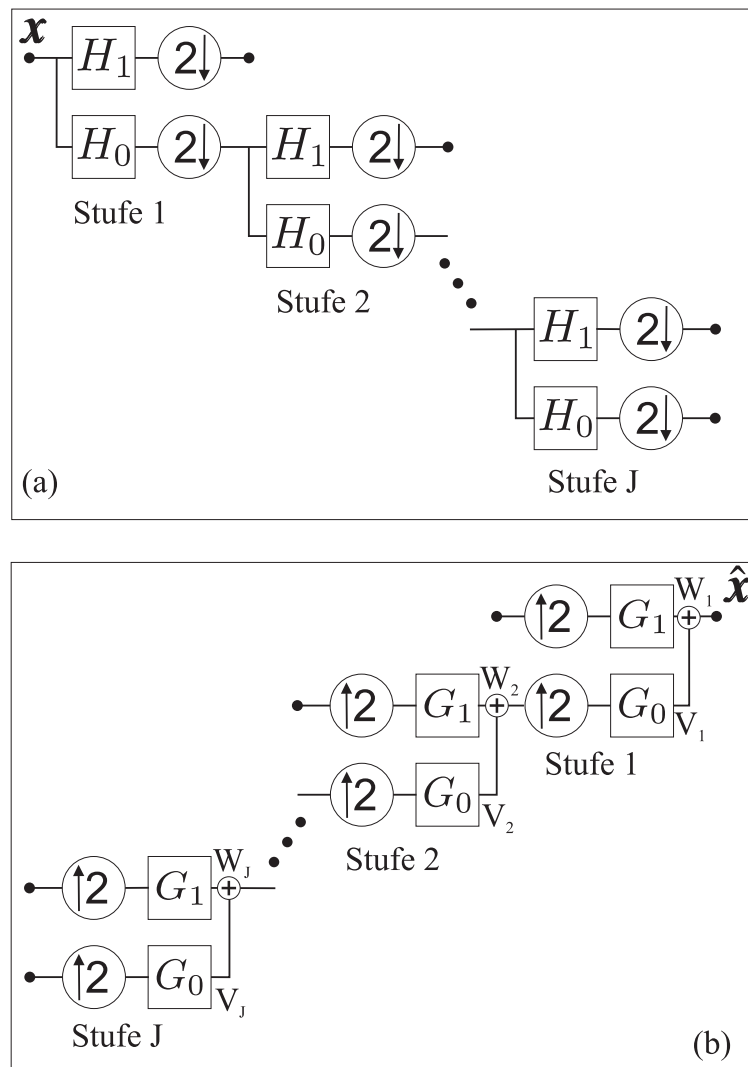 x
H₁ 2↓
H₀ 2↓ H₁ 2↓
Stufe 1
H₀ 2↓
Stufe 2
H₁ 2↓
H₀ 2↓
Stufe J
(a)
↑2 G₁ W₁ + x̂
↑2 G₁ W₂ + ↑2 G₀ V₁
Stufe 1
↑2 G₀ V₂
Stufe 2
↑2 G₁ W_J +
↑2 G₀ V_J
Stufe J
(b)